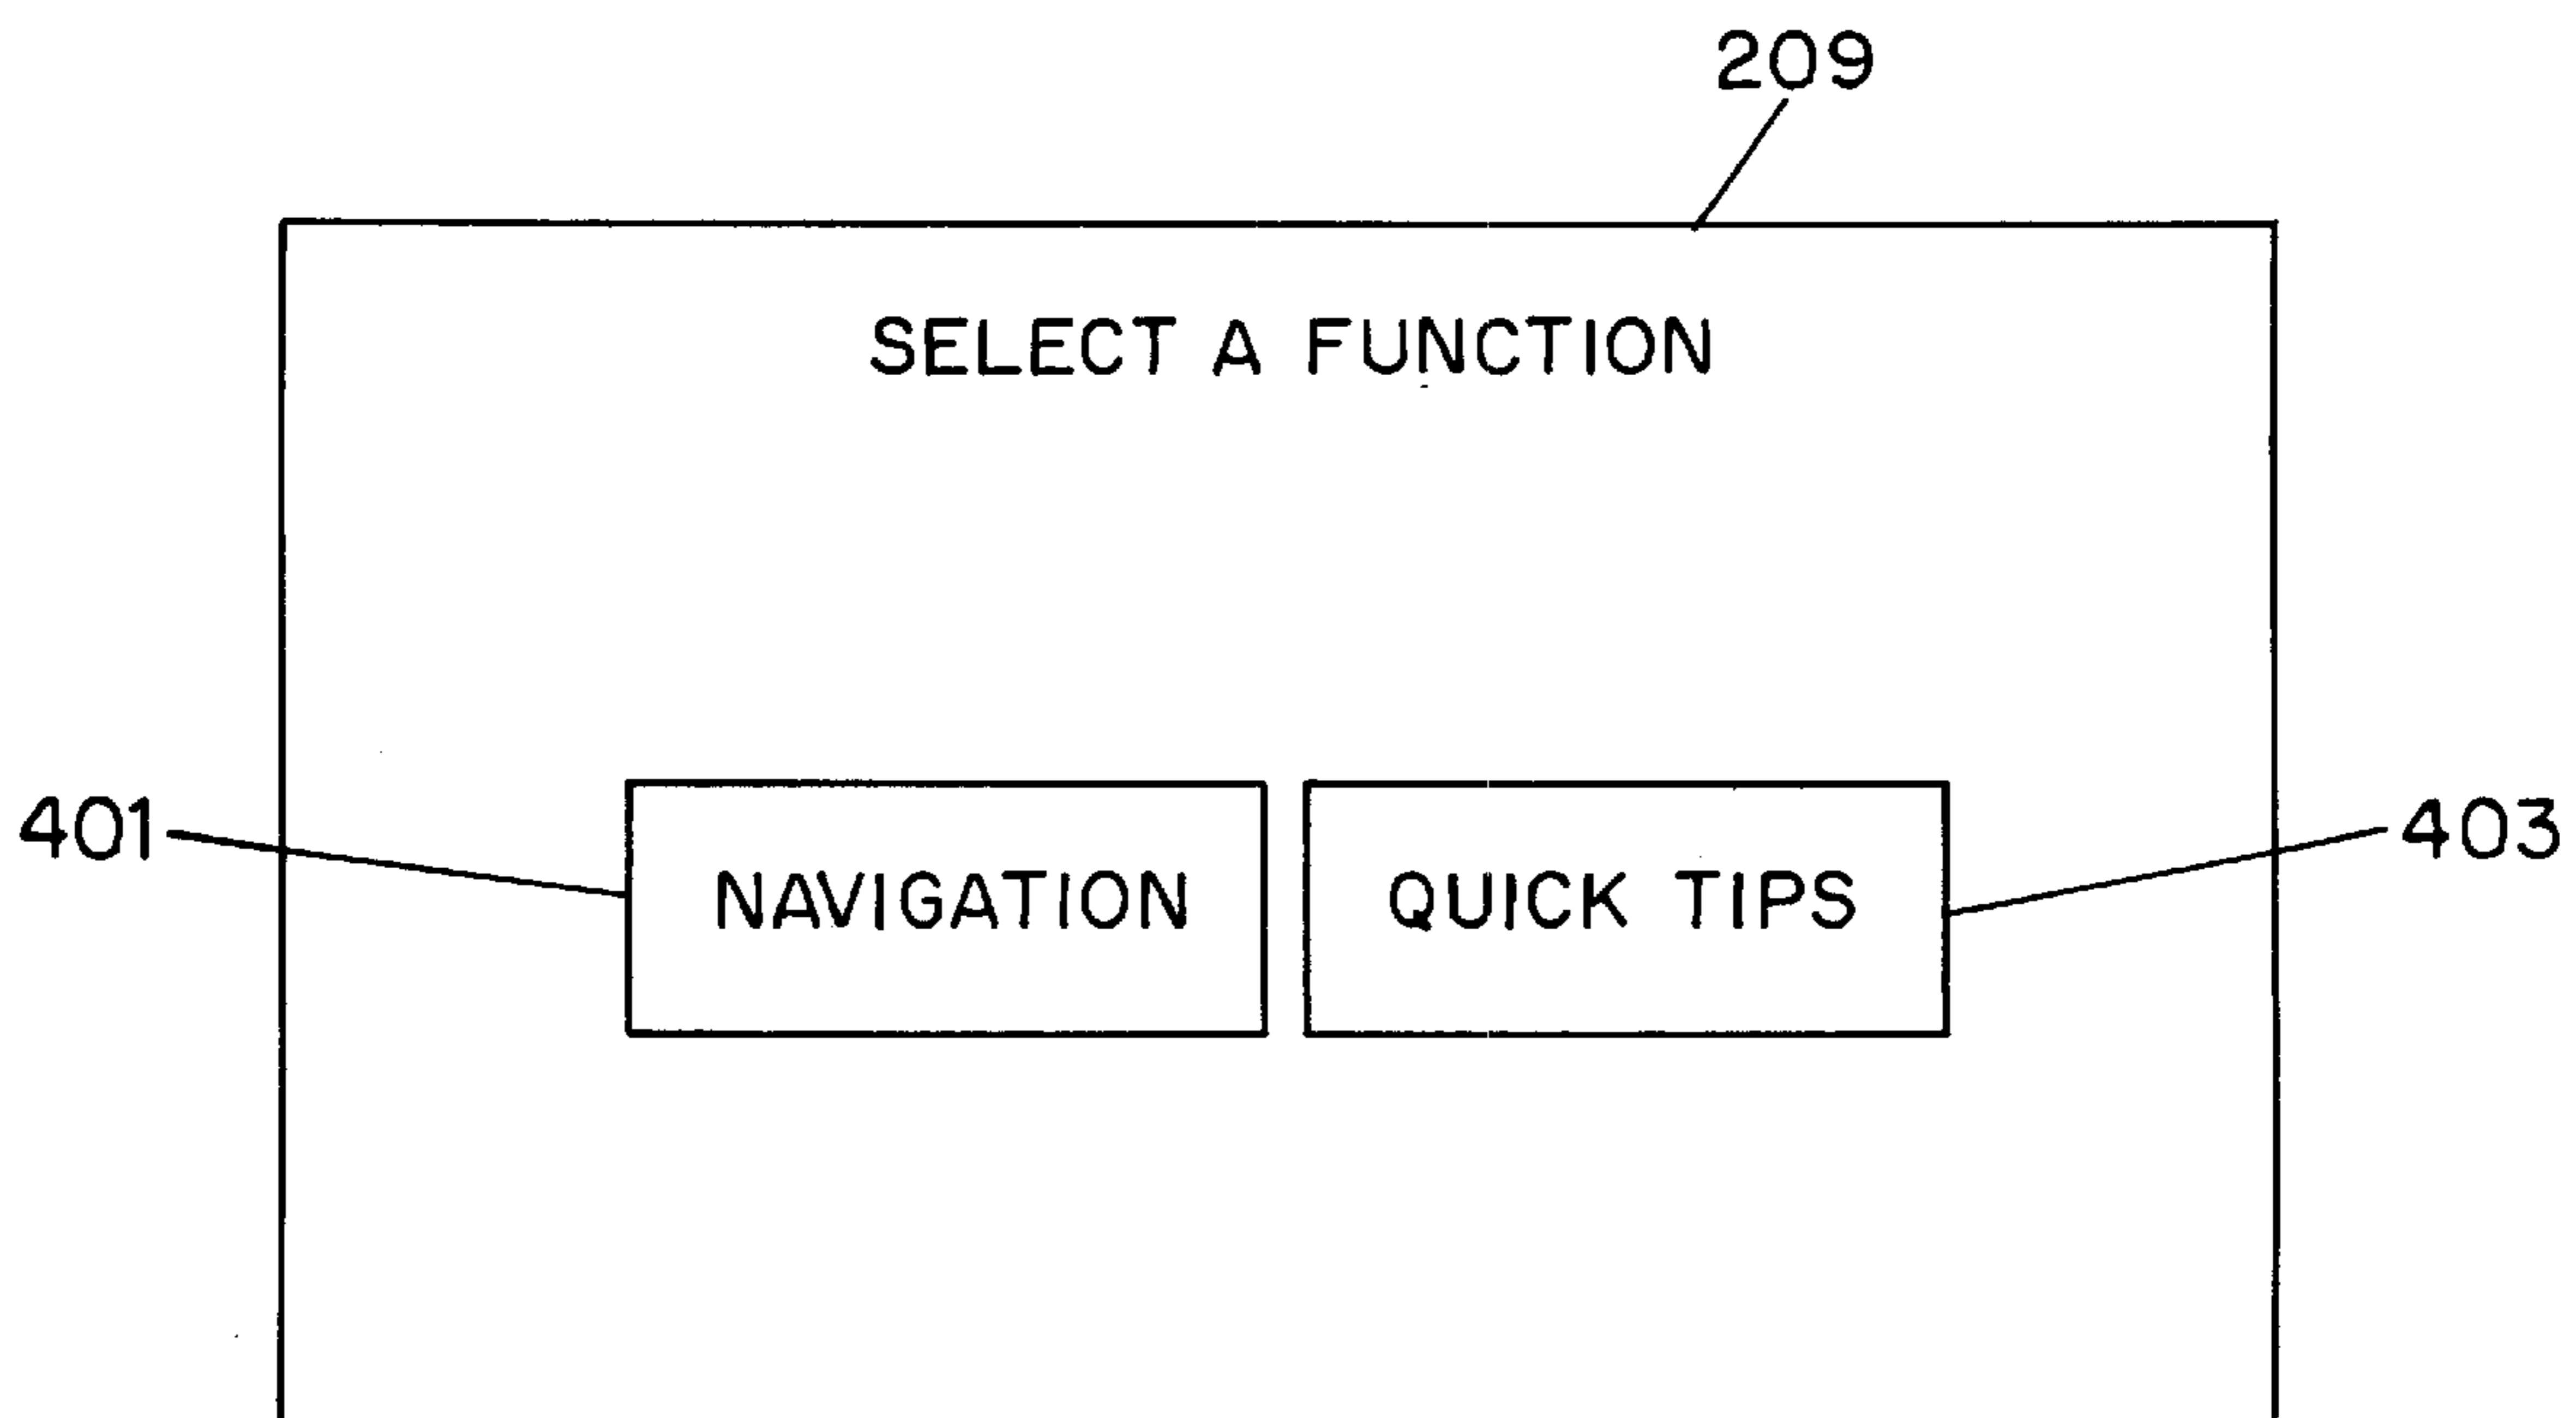 209
SELECT A FUNCTION
401
NAVIGATION
QUICK TIPS
403